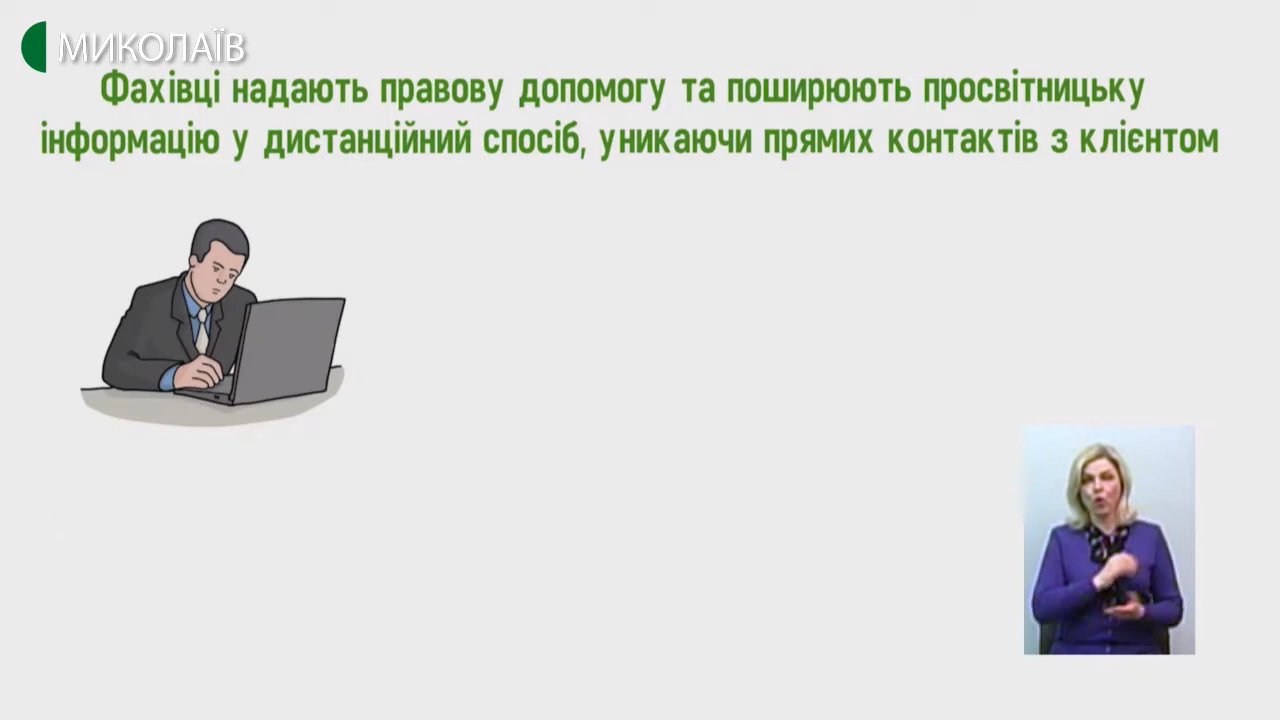 МИКОЛАЇВ
Фахівці надають правову допомогу та поширюють просвітницьку
інформацію у дистанційний спосіб, уникаючи прямих контактів з клієнтом